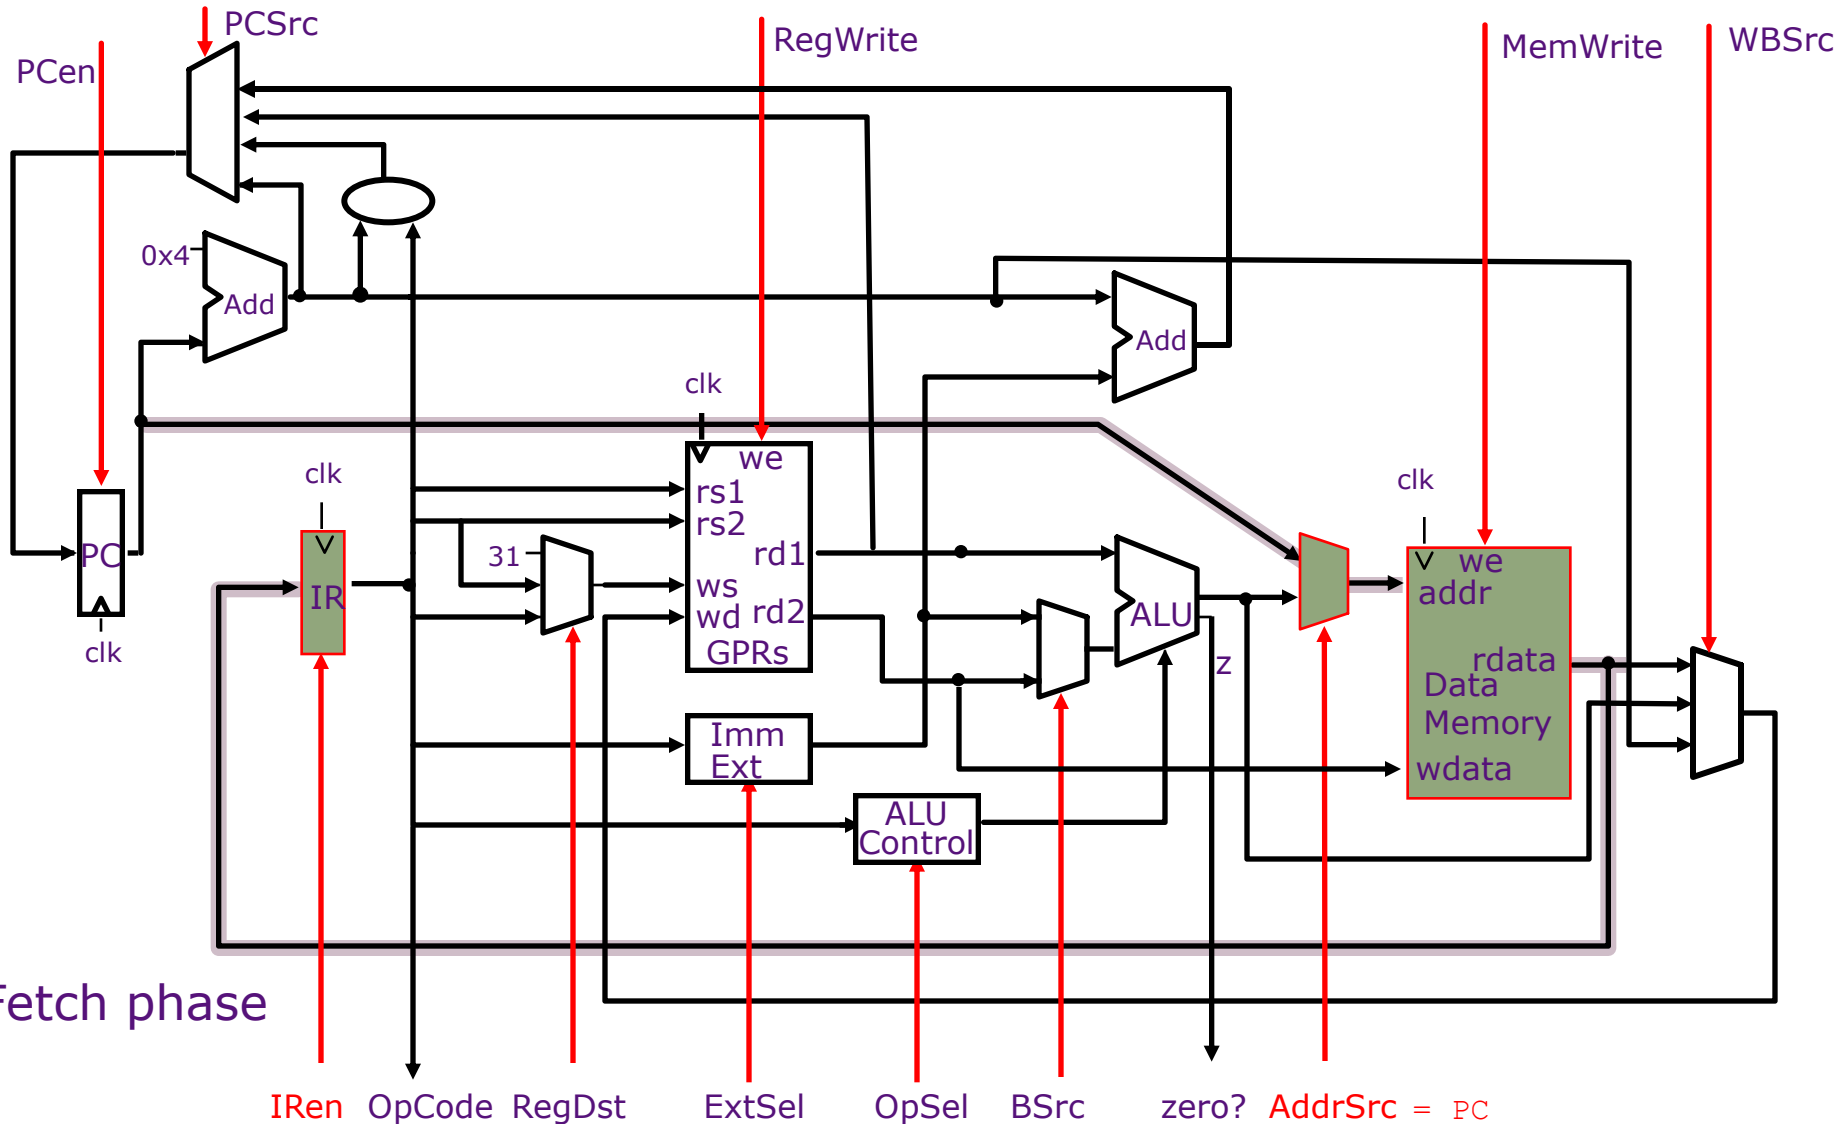 PCSrc
RegWrite
MemWrite
WBSrc
PCen
0x4
Add
Add
clk
we
rs1
rs2
rd1
31
ws
wd
rd2
GPRs
clk
IR
PC
clk
ALU
z
clk
we
addr
rdata
Data
Memory
wdata
Imm
Ext
ALU
Control
etch phase
IRen
OpCode
RegDst
ExtSel
OpSel
BSrc
zero?
AddrSrc = PC